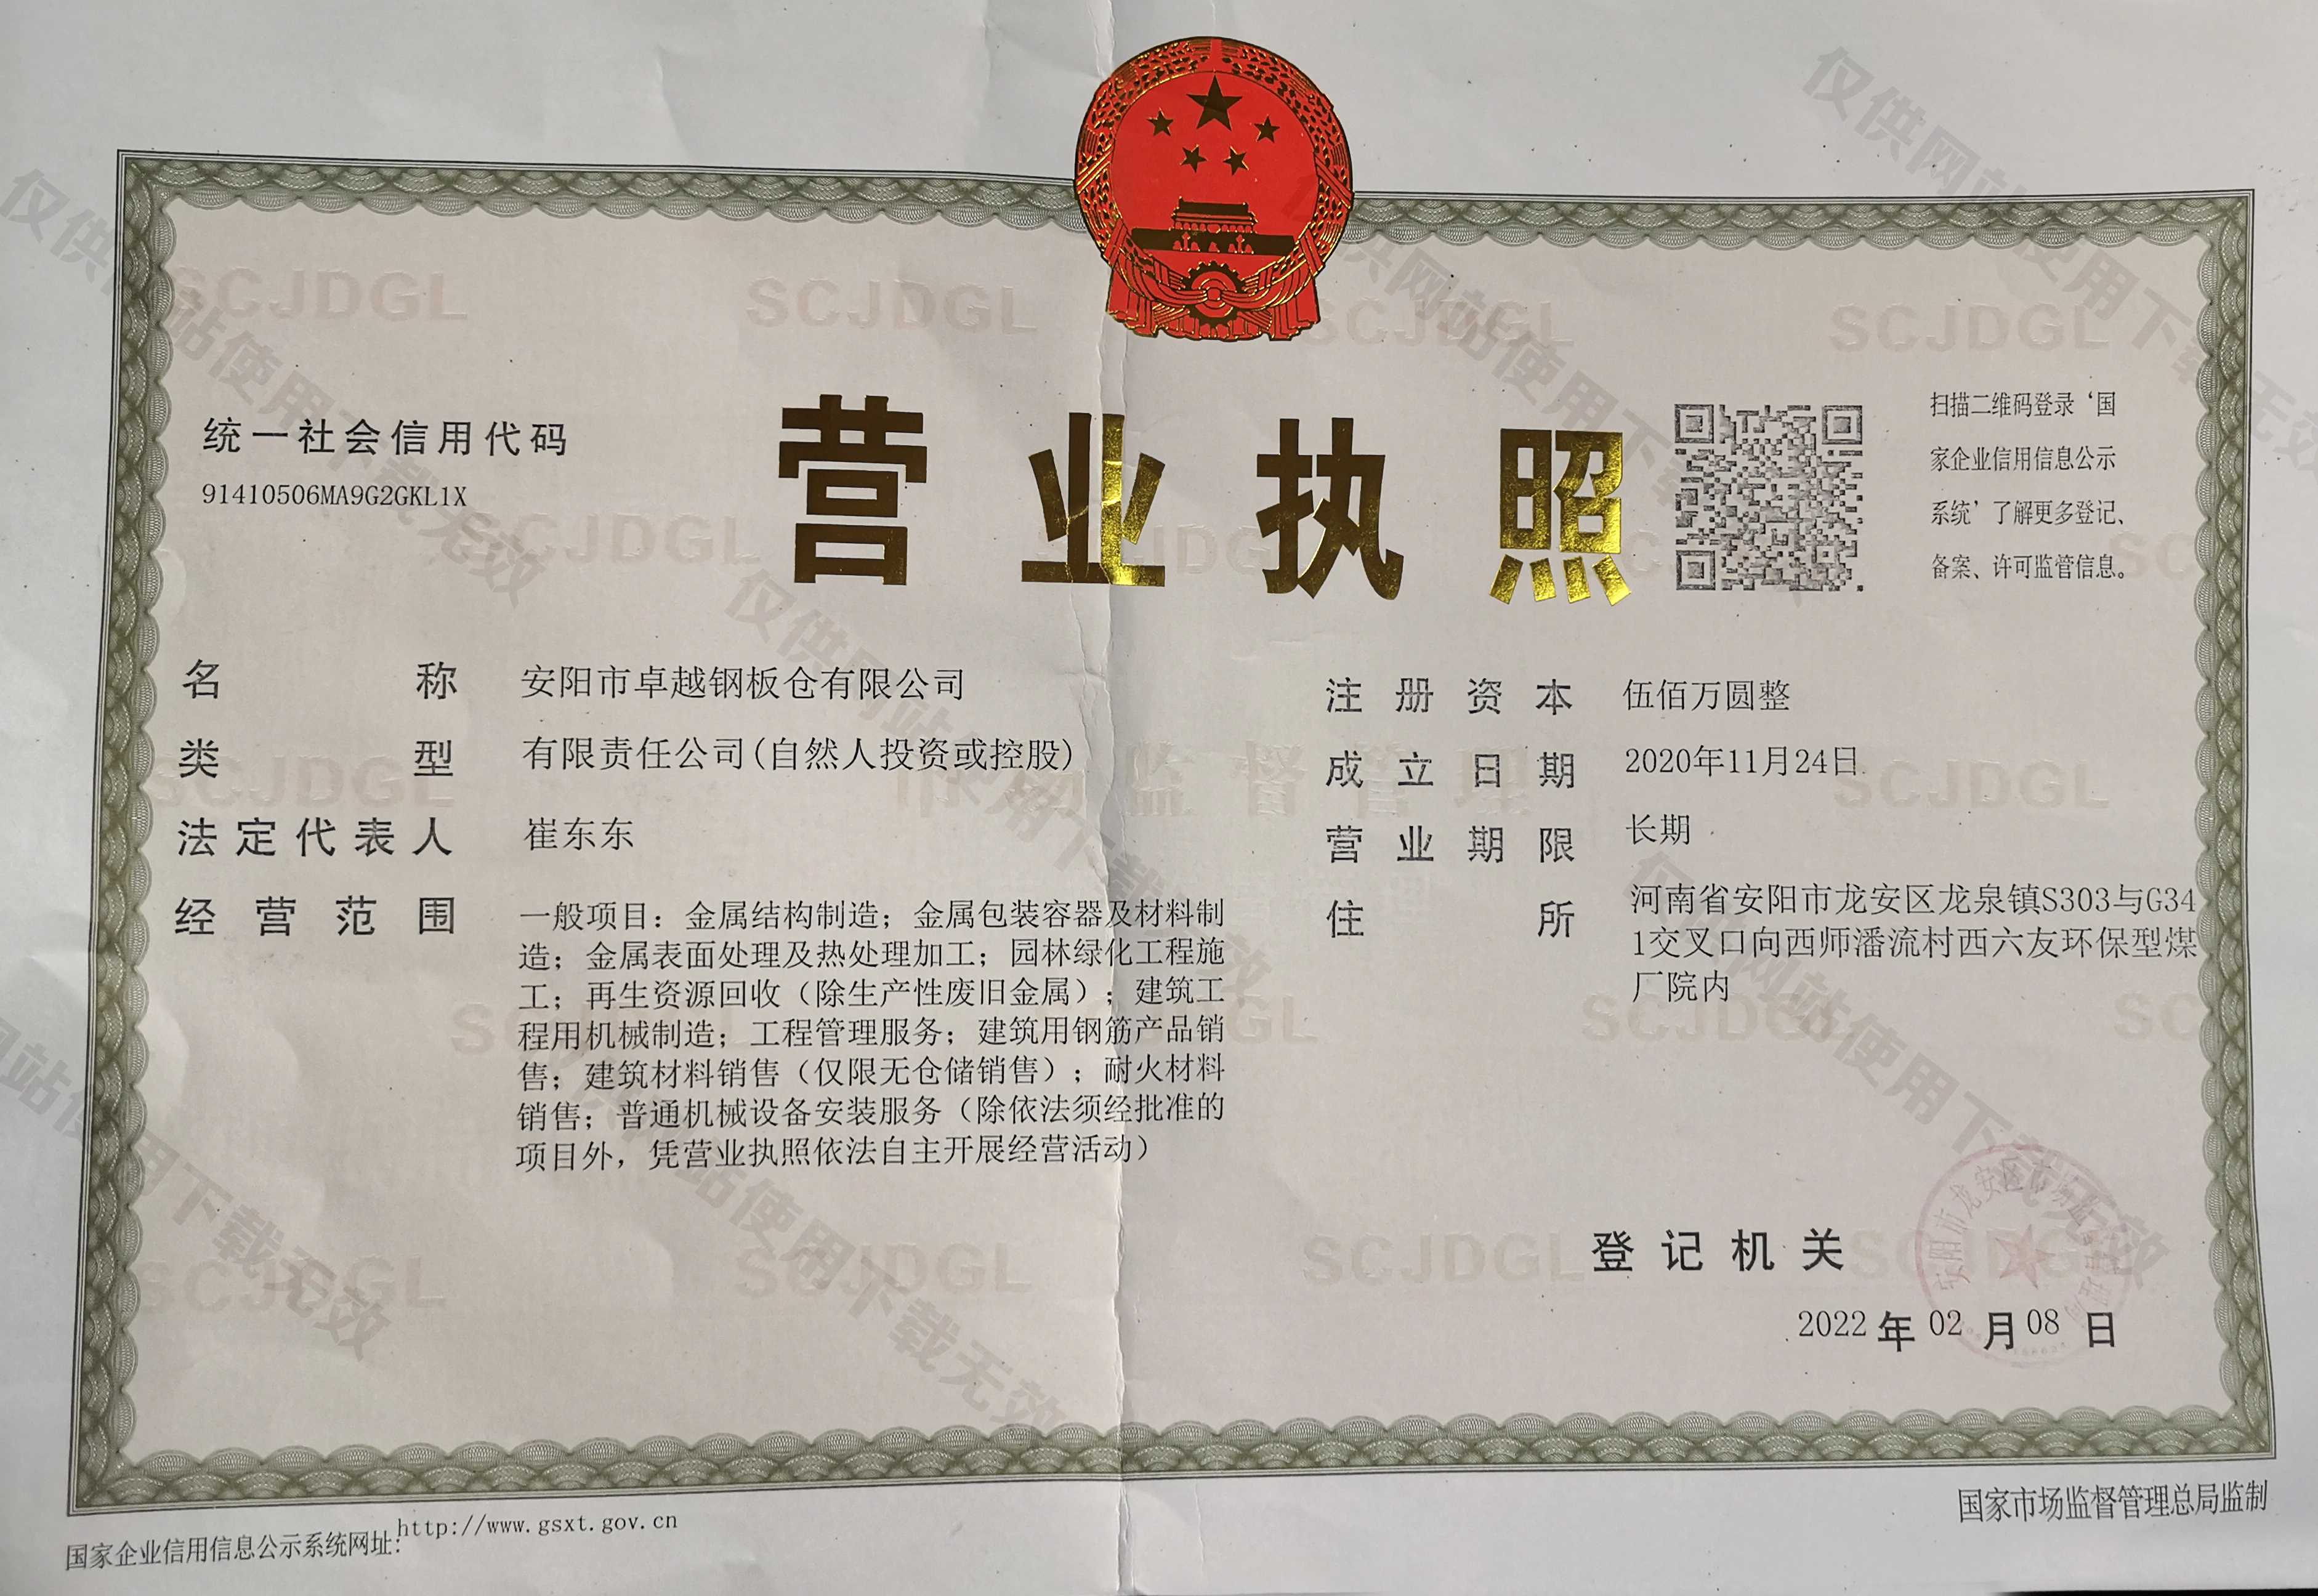 营业执照
统一社会信用代码
91410506MA9G2GKL1X
扫描二维码登录‘国
家企业信用信息公示
系统’了解更多登记、
备案、许可监管信息。
名称 安阳市卓越钢板仓有限公司
类型 有限责任公司(自然人投资或控股)
法定代表人 崔东东
经营范围 一般项目：金属结构制造；金属包装容器及材料制
造；金属表面处理及热处理加工；园林绿化工程施
工；再生资源回收（除生产性废旧金属）；建筑工
程用机械制造；工程管理服务；建筑用钢筋产品销
售；建筑材料销售（仅限无仓储销售）；耐火材料
销售；普通机械设备安装服务（除依法须经批准的
项目外，凭营业执照依法自主开展经营活动）
注册资本 伍佰万圆整
成立日期 2020年11月24日
营业期限 长期
住所 河南省安阳市龙安区龙泉镇S303与G34
1交叉口向西师潘流村西六友环保型煤
厂院内
登记机关
2022年02月08日
国家企业信用信息公示系统网址:http://www.gsxt.gov.cn
国家市场监督管理总局监制
仅供网站使用下载无效
SCJDGL
市场监督管理